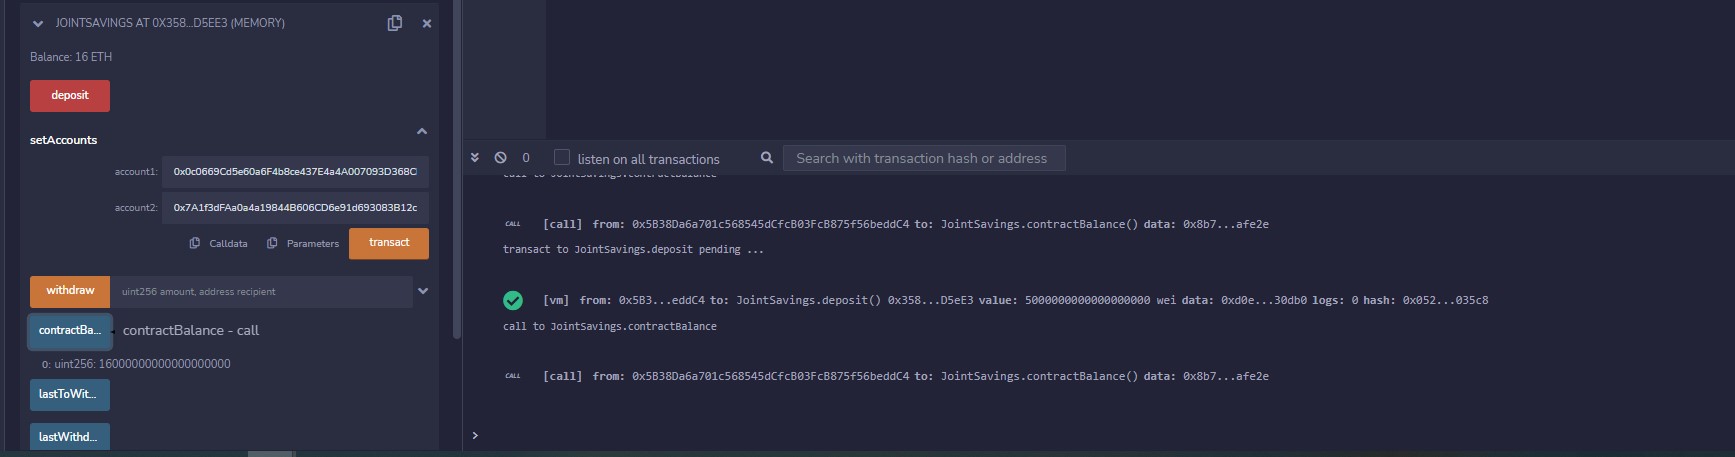 JOINTSAVINGS AT 0X358...D5EE3 (MEMORY)
Balance: 16 ETH
deposit
setAccounts
account1: 0x0c0669Cd5e60a6F4b8ce437E4a4A007093D368C
account2: 0x7A1f3dFAa0a4a19844B606CD6e91d693083B12c
Calldata Parameters transact
withdraw uint256 amount, address recipient
contractBa... contractBalance - call
0: uint256: 16000000000000000000
lastToWit...
lastWithd...
0 listen on all transactions Search with transaction hash or address
call to JointSavings.contractBalance
CALL [call] from: 0x5B38Da6a701c568545dCfcB03FcB875f56beddC4 to: JointSavings.contractBalance() data: 0x8b7...afe2e
transact to JointSavings.deposit pending ...
[vm] from: 0x5B3...eddC4 to: JointSavings.deposit() 0x358...D5eE3 value: 5000000000000000000 wei data: 0xd0e...30db0 logs: 0 hash: 0x052...035c8
call to JointSavings.contractBalance
CALL [call] from: 0x5B38Da6a701c568545dCfcB03FcB875f56beddC4 to: JointSavings.contractBalance() data: 0x8b7...afe2e
>